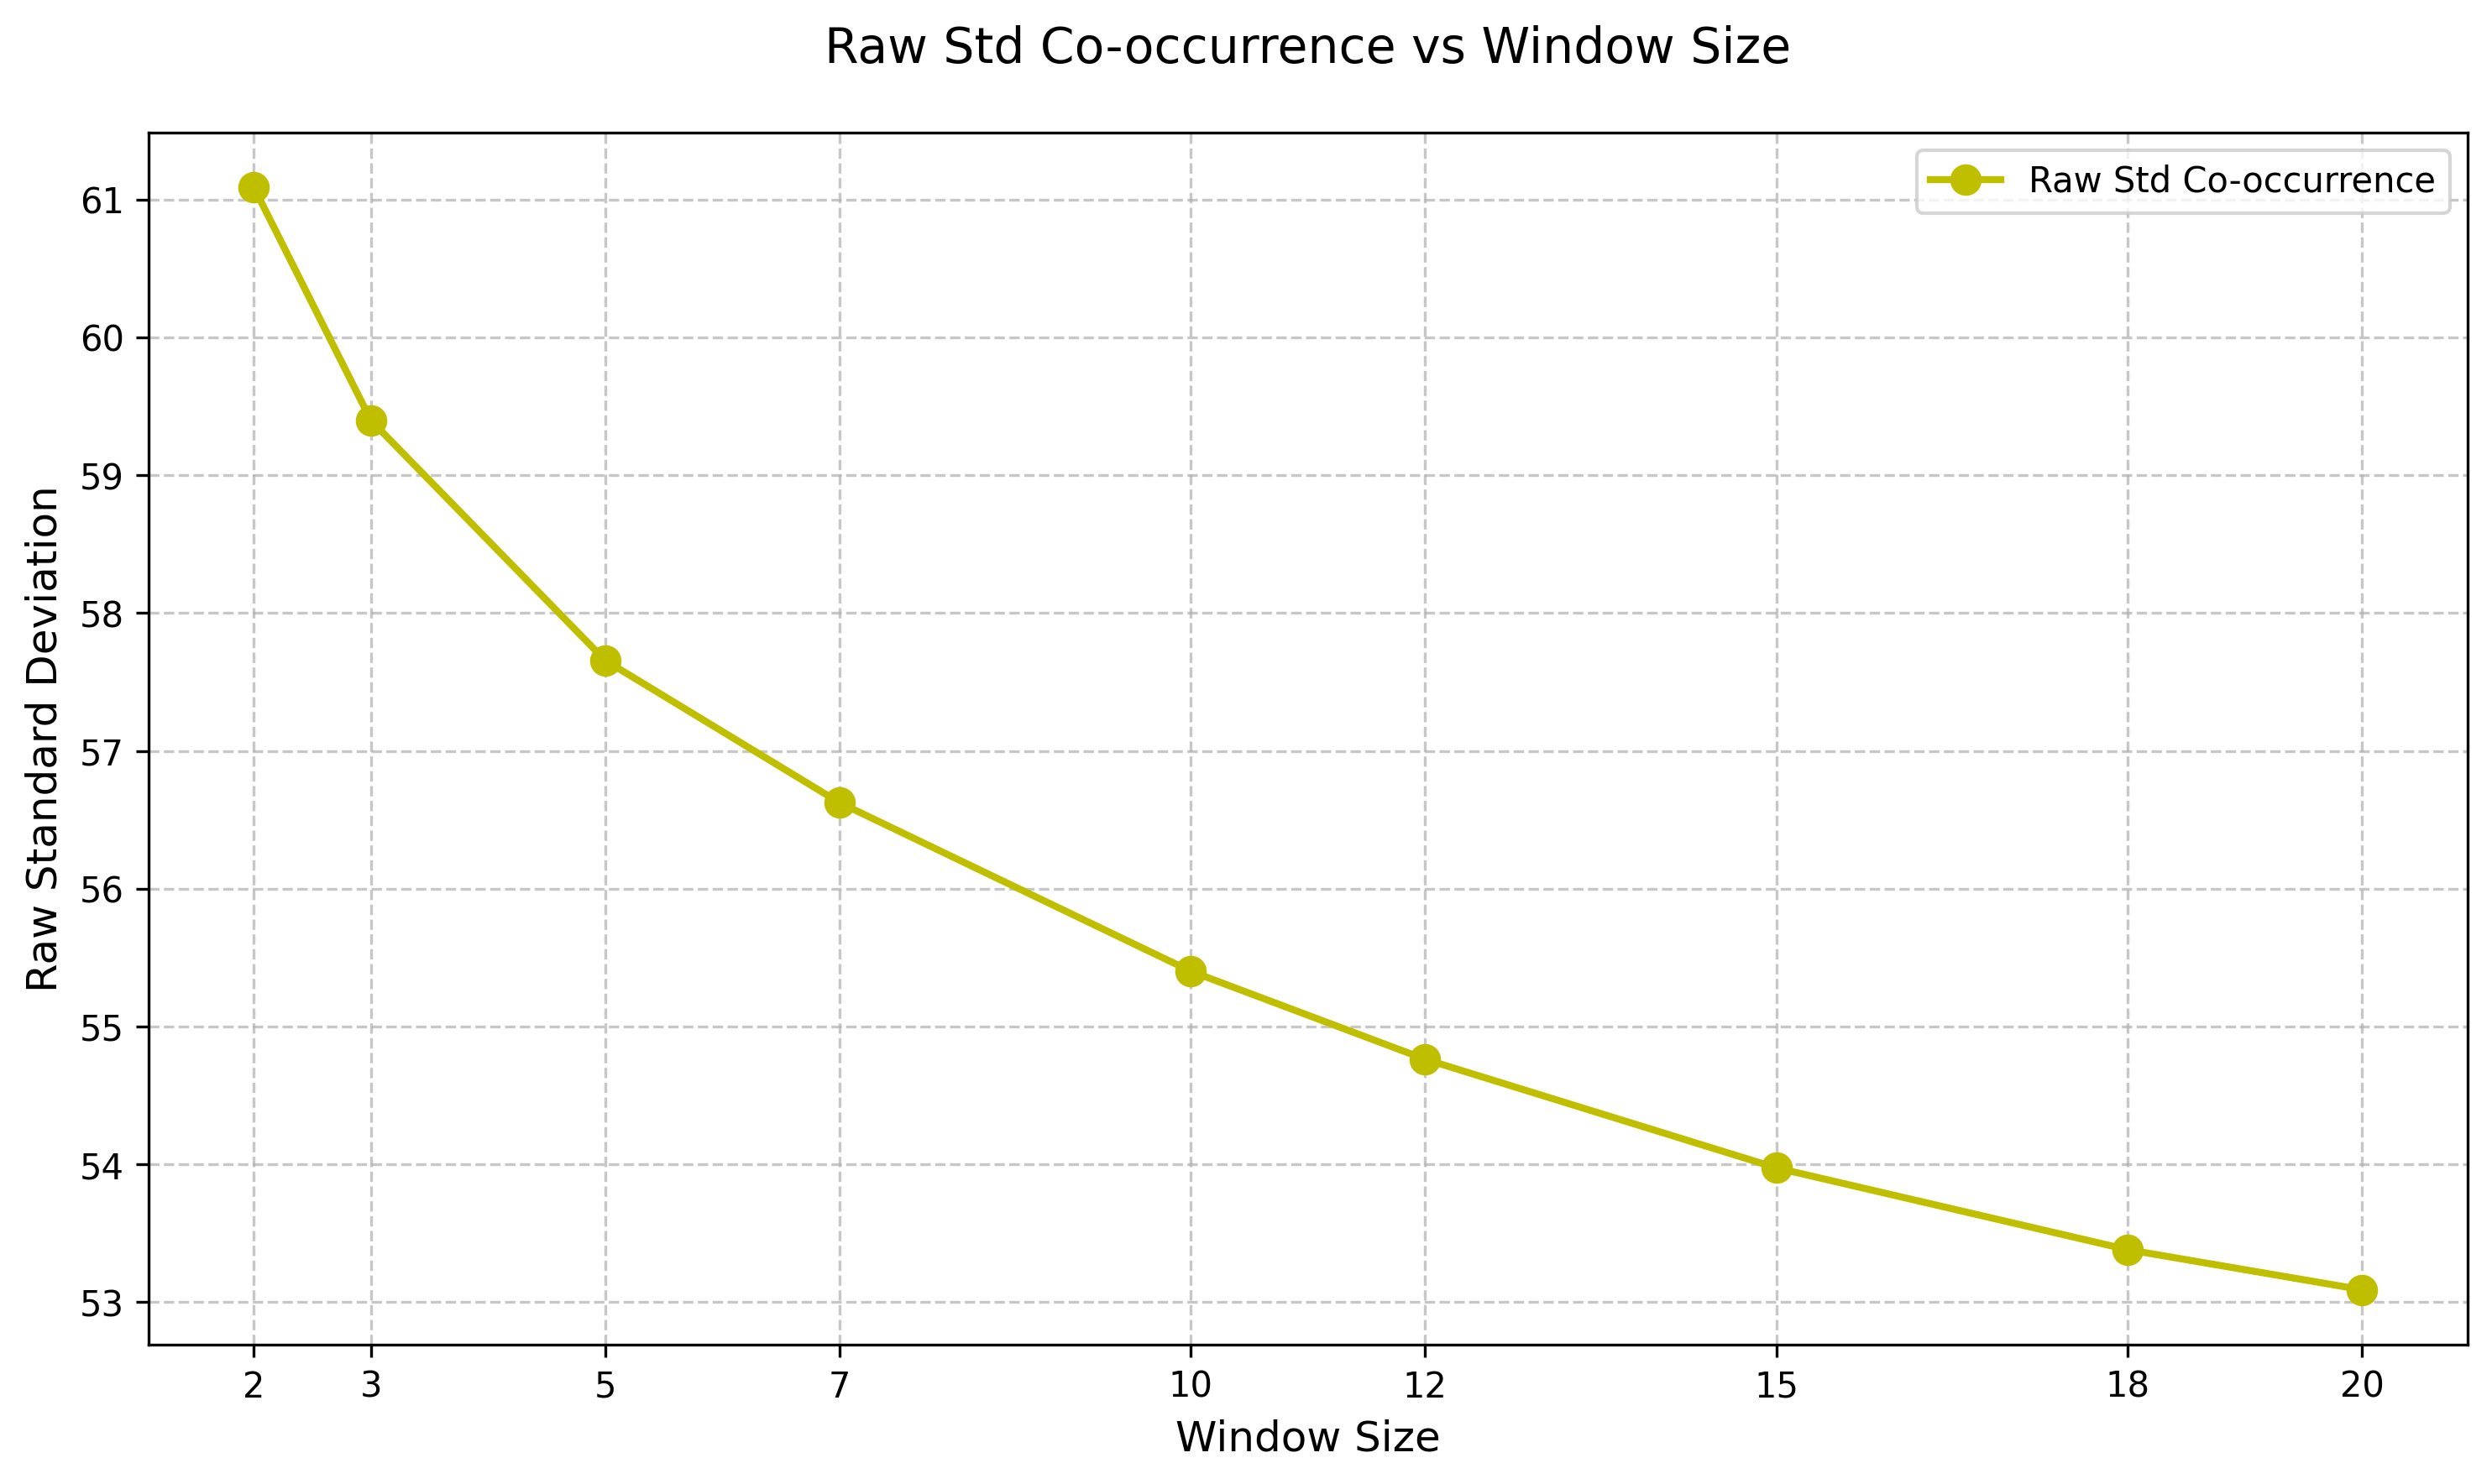 Raw Std Co-occurrence vs Window Size
Raw Std Co-occurrence
Raw Standard Deviation
61
60
59
58
57
56
55
54
53
2 3 5 7 10 12 15 18 20
Window Size